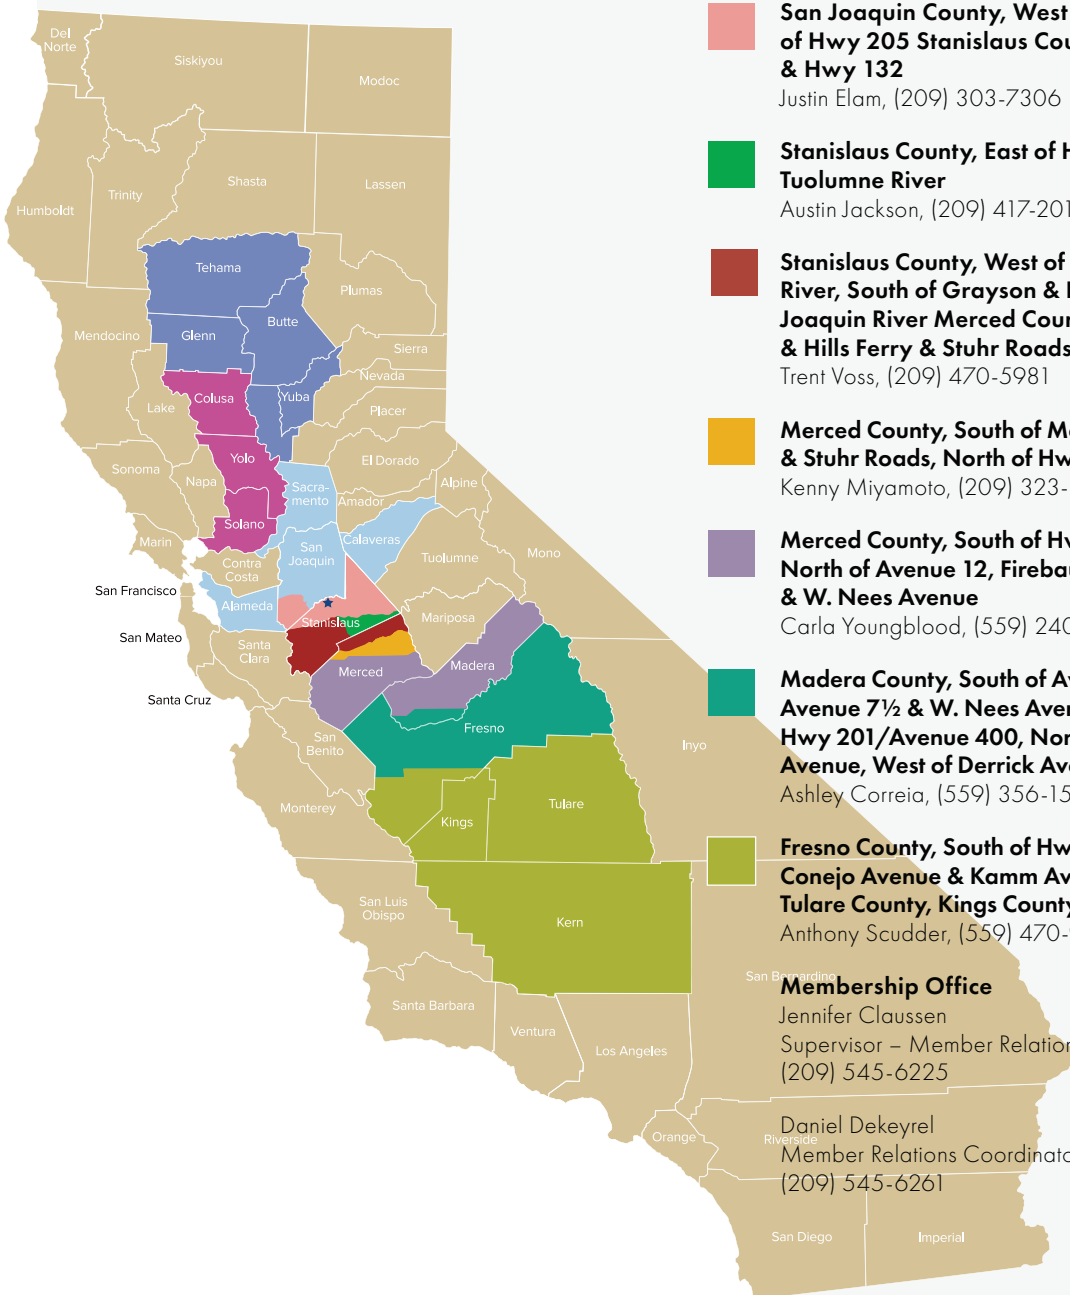 Del
Norte
Siskiyou
Modoc
Humboldt
Trinity
Shasta
Lassen
Tehama
Plumas
Mendocino
Glenn
Butte
Sierra
Nevada
Lake
Colusa
Yuba
Placer
Sonoma
Napa
Yolo
El Dorado
Sacra-
mento
Amador
Alpine
Marin
Solano
Contra
Costa
San
Joaquin
Calaveras
Tuolumne
Mono
San Francisco
Alameda
Stanislaus
Mariposa
San Mateo
Santa
Clara
Merced
Madera
Santa Cruz
San
Benito
Fresno
Inyo
Monterey
Kings
Tulare
San Luis
Obispo
Kern
San Bernardino
Santa Barbara
Ventura
Los Angeles
Orange
Riverside
San Diego
Imperial
San Joaquin County, West
of Hwy 205 Stanislaus Cou
& Hwy 132
Justin Elam, (209) 303-7306
Stanislaus County, East of H
Tuolumne River
Austin Jackson, (209) 417-201
Stanislaus County, West of
River, South of Grayson &
Joaquin River Merced Coun
& Hills Ferry & Stuhr Roads
Trent Voss, (209) 470-5981
Merced County, South of Me
& Stuhr Roads, North of Hw
Kenny Miyamoto, (209) 323-
Merced County, South of Hw
North of Avenue 12, Firebau
& W. Nees Avenue
Carla Youngblood, (559) 240
Madera County, South of Av
Avenue 7½ & W. Nees Aven
Hwy 201/Avenue 400, Nor
Avenue, West of Derrick Ave
Ashley Correia, (559) 356-15
Fresno County, South of Hw
Conejo Avenue & Kamm Av
Tulare County, Kings County
Anthony Scudder, (559) 470-
Membership Office
Jennifer Claussen
Supervisor – Member Relation
(209) 545-6225
Daniel Dekeyrel
Member Relations Coordinato
(209) 545-6261